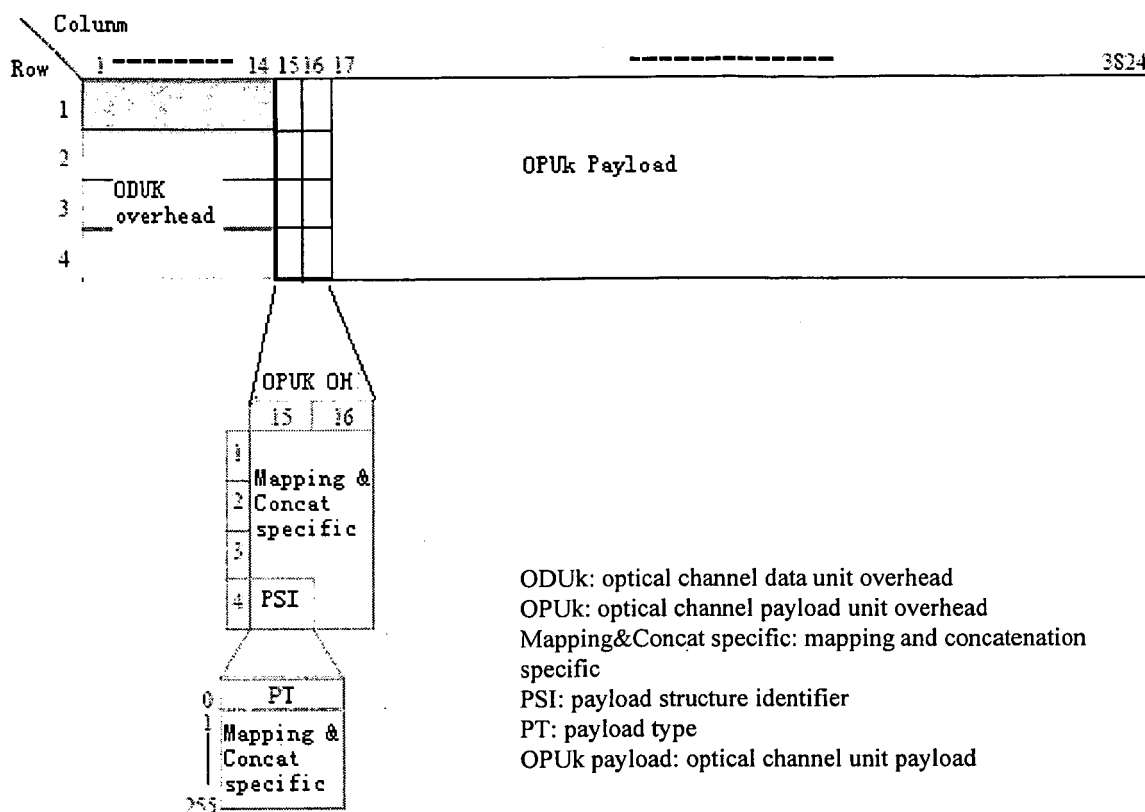 Colunm
Row 1 14 15 16 17 3824
1
2 OPUk Payload
ODUK
3 overhead
4
OPUK OH
15 16
1
Mapping &
2 Concat
specific
3
4 PSI
0 PT
1 Mapping &
Concat
specific
255
ODUk: optical channel data unit overhead
OPUk: optical channel payload unit overhead
Mapping&Concat specific: mapping and concatenation
specific
PSI: payload structure identifier
PT: payload type
OPUk payload: optical channel unit payload